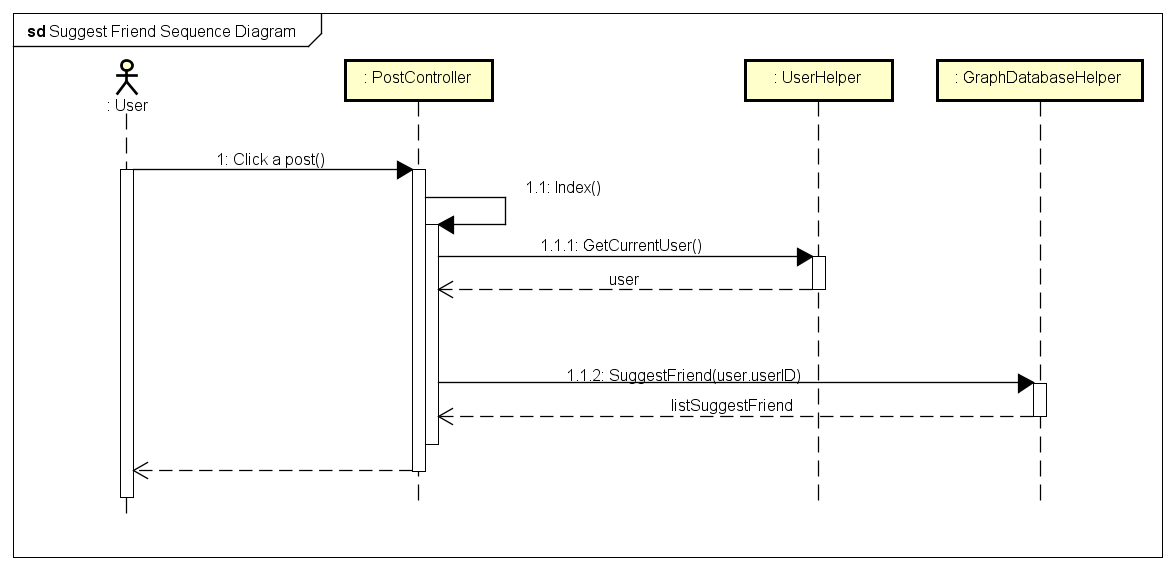 sd Suggest Friend Sequence Diagram
: User
: PostController
: UserHelper
: GraphDatabaseHelper
1: Click a post()
1.1: Index()
1.1.1: GetCurrentUser()
user
1.1.2: SuggestFriend(user.userID)
listSuggestFriend